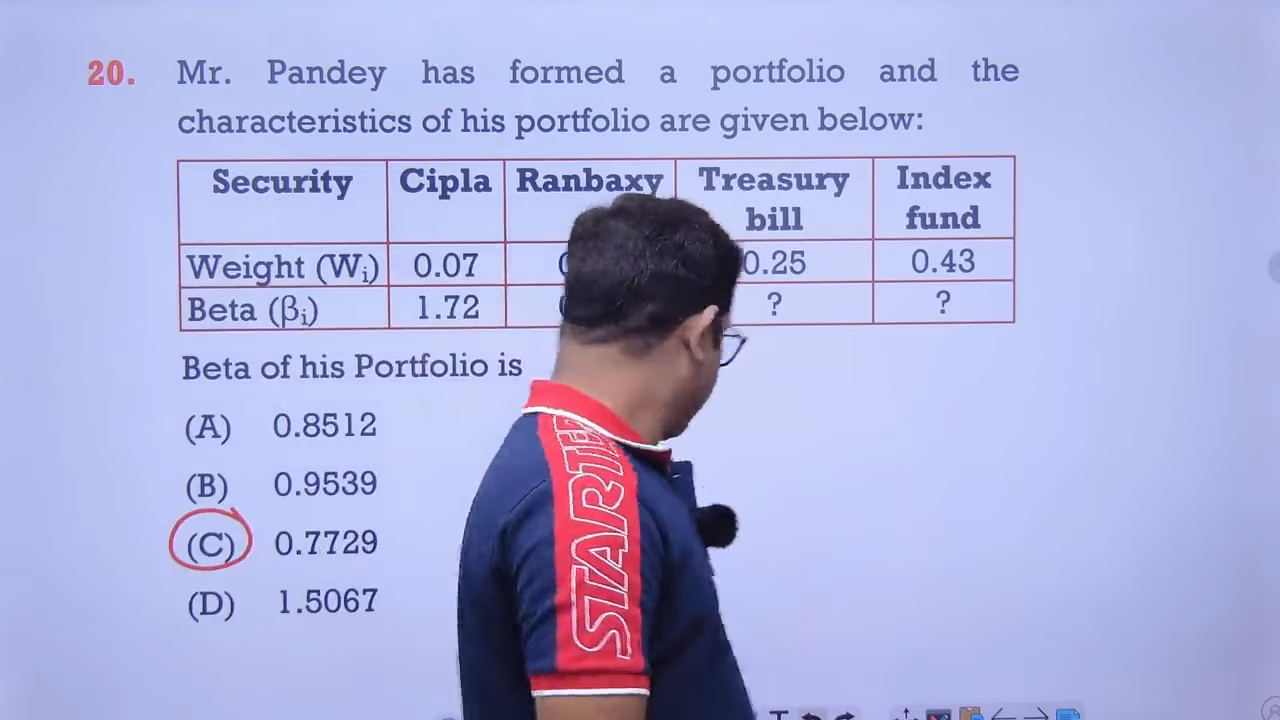 20. Mr. Pandey has formed a portfolio and the
characteristics of his portfolio are given below:
Security Cipla Ranbaxy Treasury bill Index fund
Weight (Wi) 0.07 0.25 0.43
Beta (βi) 1.72 ? ?
Beta of his Portfolio is
(A) 0.8512
(B) 0.9539
(C) 0.7729
(D) 1.5067